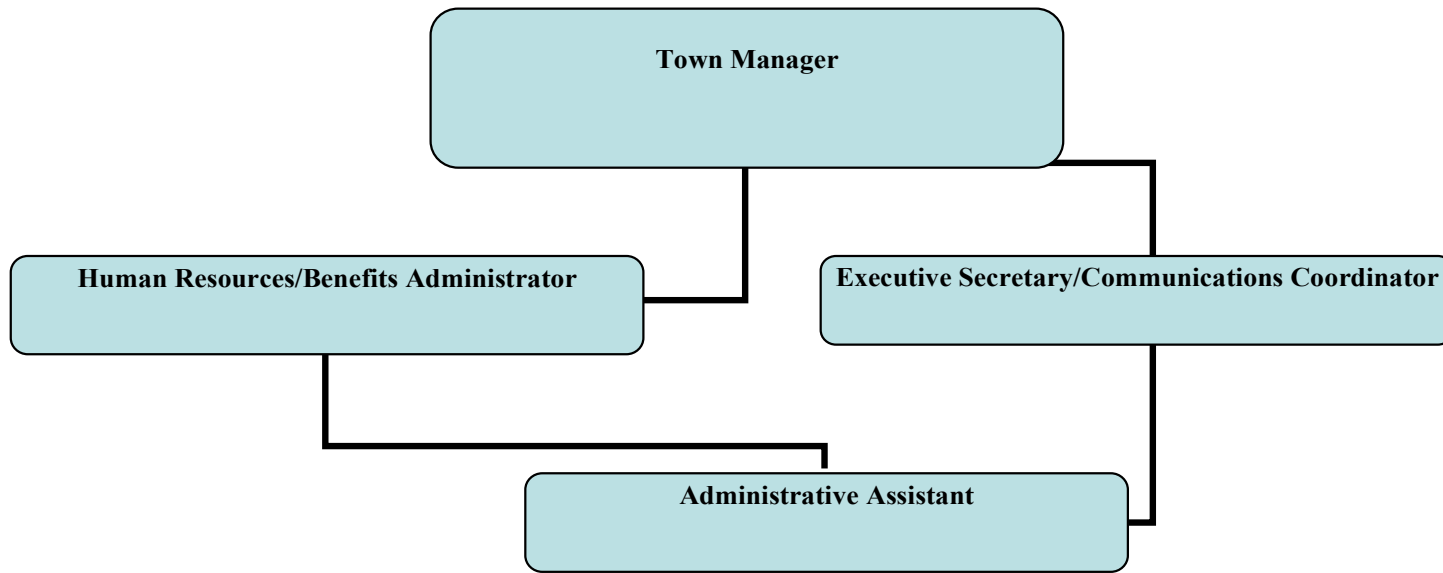 Town Manager
Human Resources/Benefits Administrator
Executive Secretary/Communications Coordinator
Administrative Assistant